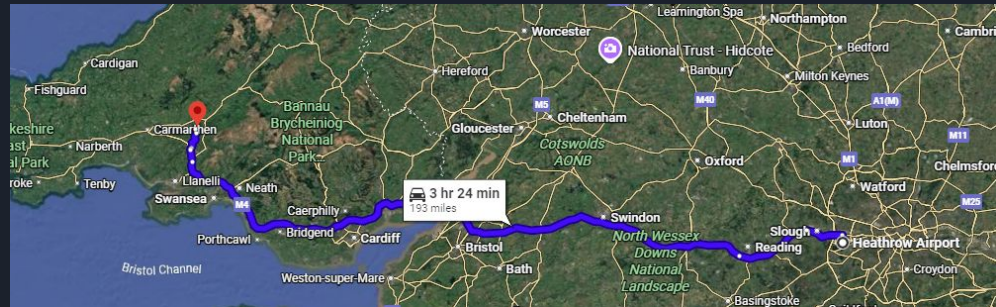 Leamington Spa
Northampton
Worcester
Cambri
National Trust - Hidcote
Bedford
Cardigan
Hereford
Banbury
Milton Keynes
Fishguard
M5
M40
A1(M)
Bannau
Brycheiniog
National
Park
Cheltenham
Gloucester
Luton
M11
Carmarthen
keshire
ast
al Park
Narberth
Cotswolds
AONB
Oxford
M1
Chelmsford
roke
Tenby
Llanelli
Neath
3 hr 24 min
193 miles
Watford
Swansea
M4
Caerphilly
Swindon
M25
Slough
Porthcawl
Bridgend
Cardiff
Bristol
North Wessex
Downs
National
Landscape
Reading
Heathrow Airport
Bristol Channel
Weston-super-Mare
Bath
Croydon
Basingstoke